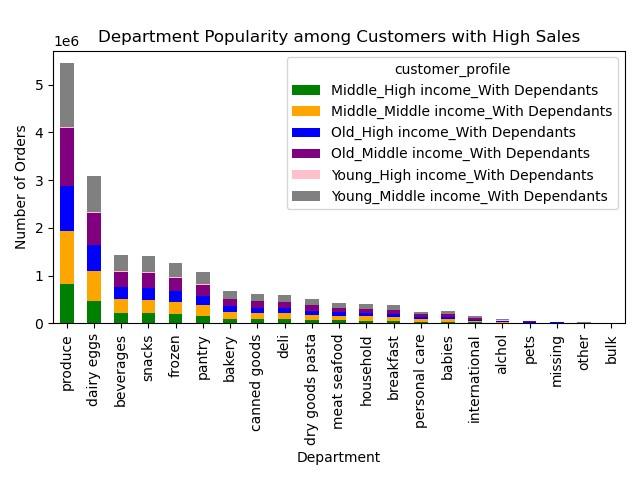 Department Popularity among Customers with High Sales
1e6
customer_profile
Middle_High income_With Dependants
Middle_Middle income_With Dependants
Old_High income_With Dependants
Old_Middle income_With Dependants
Young_High income_With Dependants
Young_Middle income_With Dependants
Number of Orders
5
4
3
2
1
0
produce
dairy eggs
beverages
snacks
frozen
pantry
bakery
canned goods
deli
dry goods pasta
meat seafood
household
breakfast
personal care
babies
international
alchol
pets
missing
other
bulk
Department